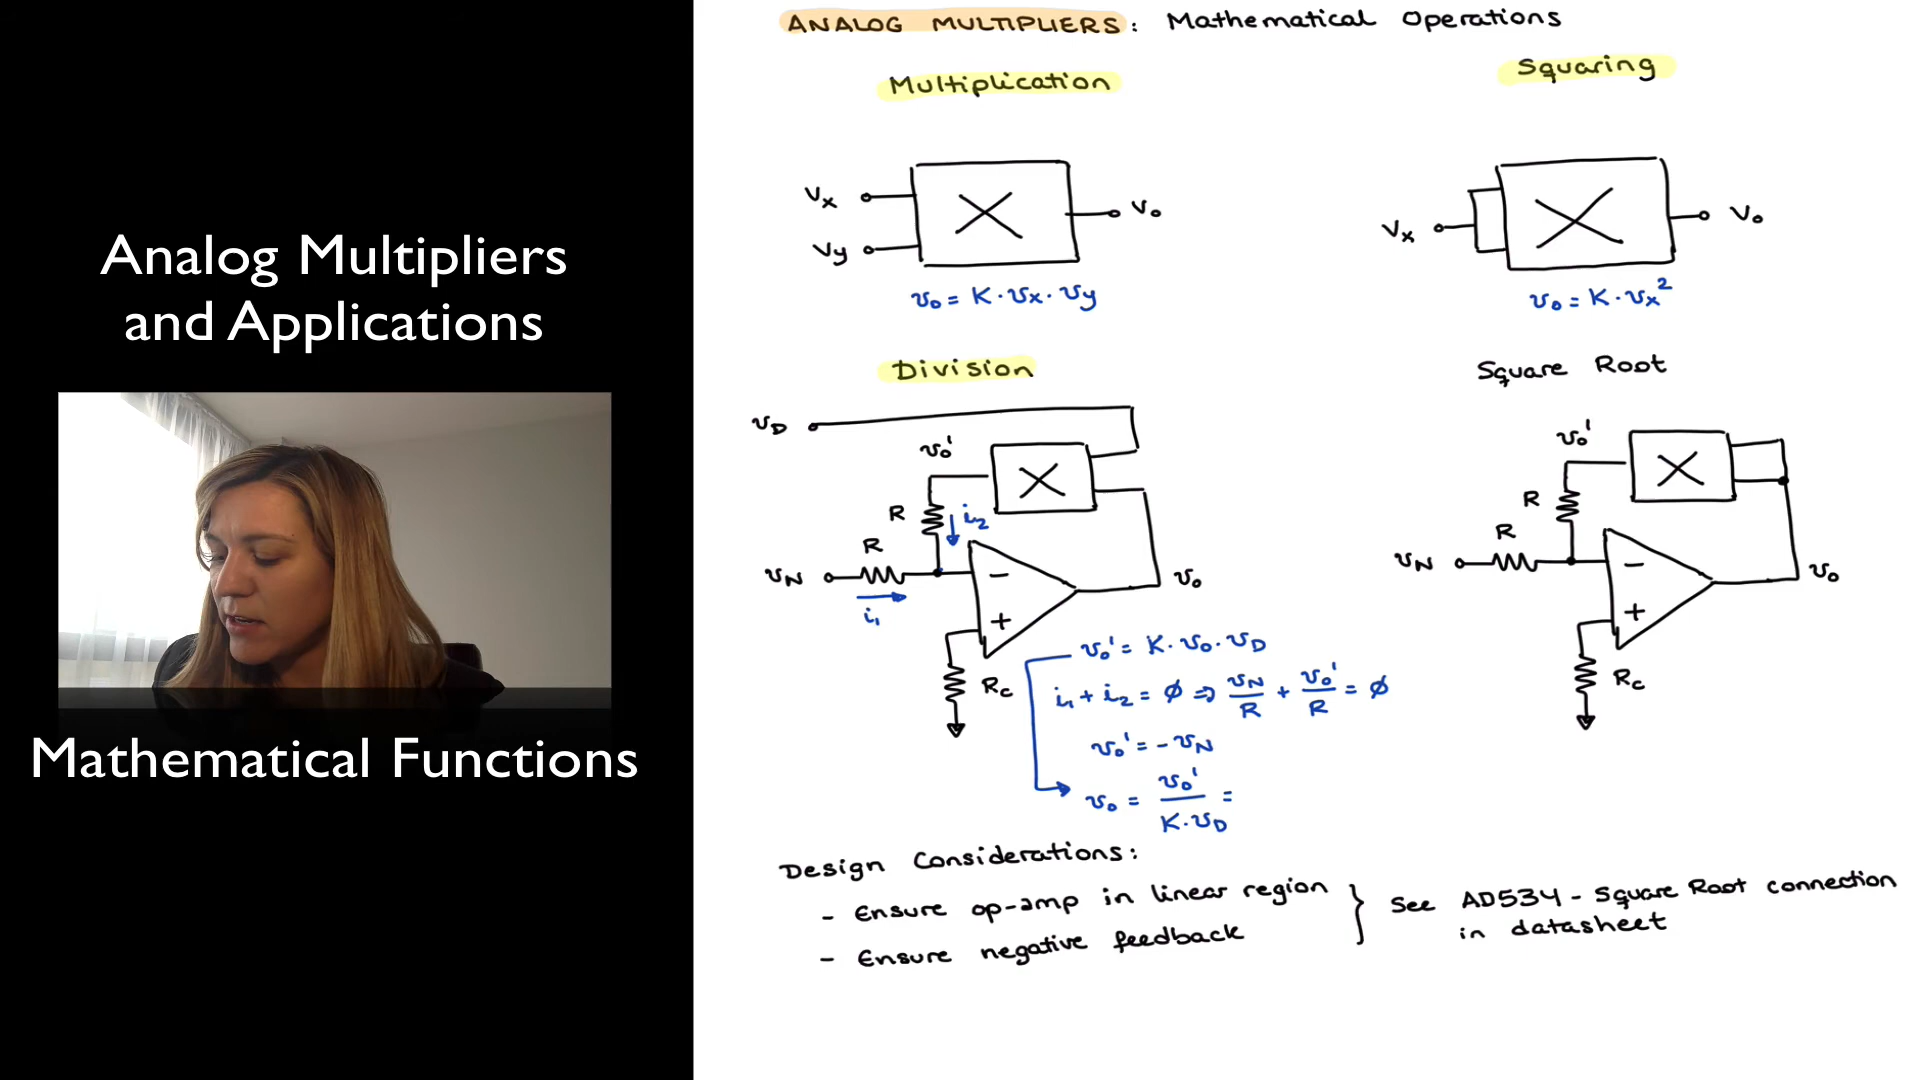 Analog Multipliers
and Applications
Mathematical Functions
ANALOG MULTIPLIERS: Mathematical Operations
Multiplication
Vx
Vy
Vo
vo = K·vx·vy
Squaring
Vx
Vo
vo = K·vx²
Division
vD
vo'
R
i2
R
vN
i1
−
+
vo
Rc
vo' = K·vo·vD
i1 + i2 = ∅ ⇒ vN/R + vo'/R = ∅
vo' = - vN
vo = vo'/K·vD =
Square Root
vo'
R
R
vN
−
+
vo
Rc
Design Considerations:
- Ensure op-amp in linear region
- Ensure negative feedback
See AD534 - Square Root connection
in datasheet